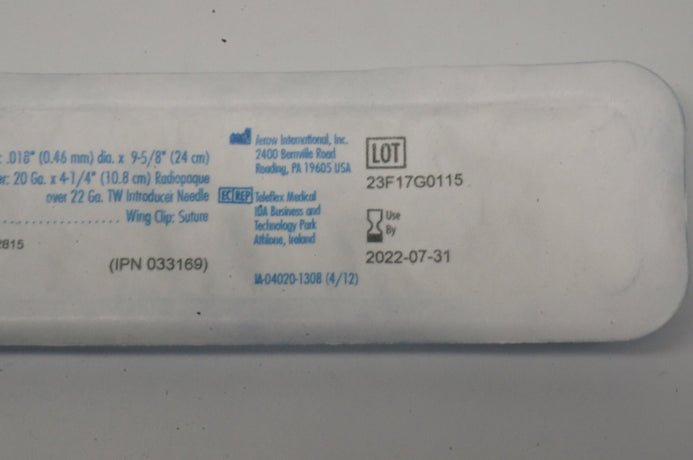 : .018" (0.46 mm) dia. x 9-5/8" (24 cm)
er: 20 Ga. x 4-1/4" (10.8 cm) Radiopaque
over 22 Ga. TW Introducer Needle
.................... Wing Clip: Suture
2815
(IPN 033169)
Arrow International, Inc.
2400 Bernville Road
Reading, PA 19605 USA
EC REP Teleflex Medical
IDA Business and
Technology Park
Athlone, Ireland
IA-04020-130B (4/12)
LOT
23F17G0115
Use
By
2022-07-31